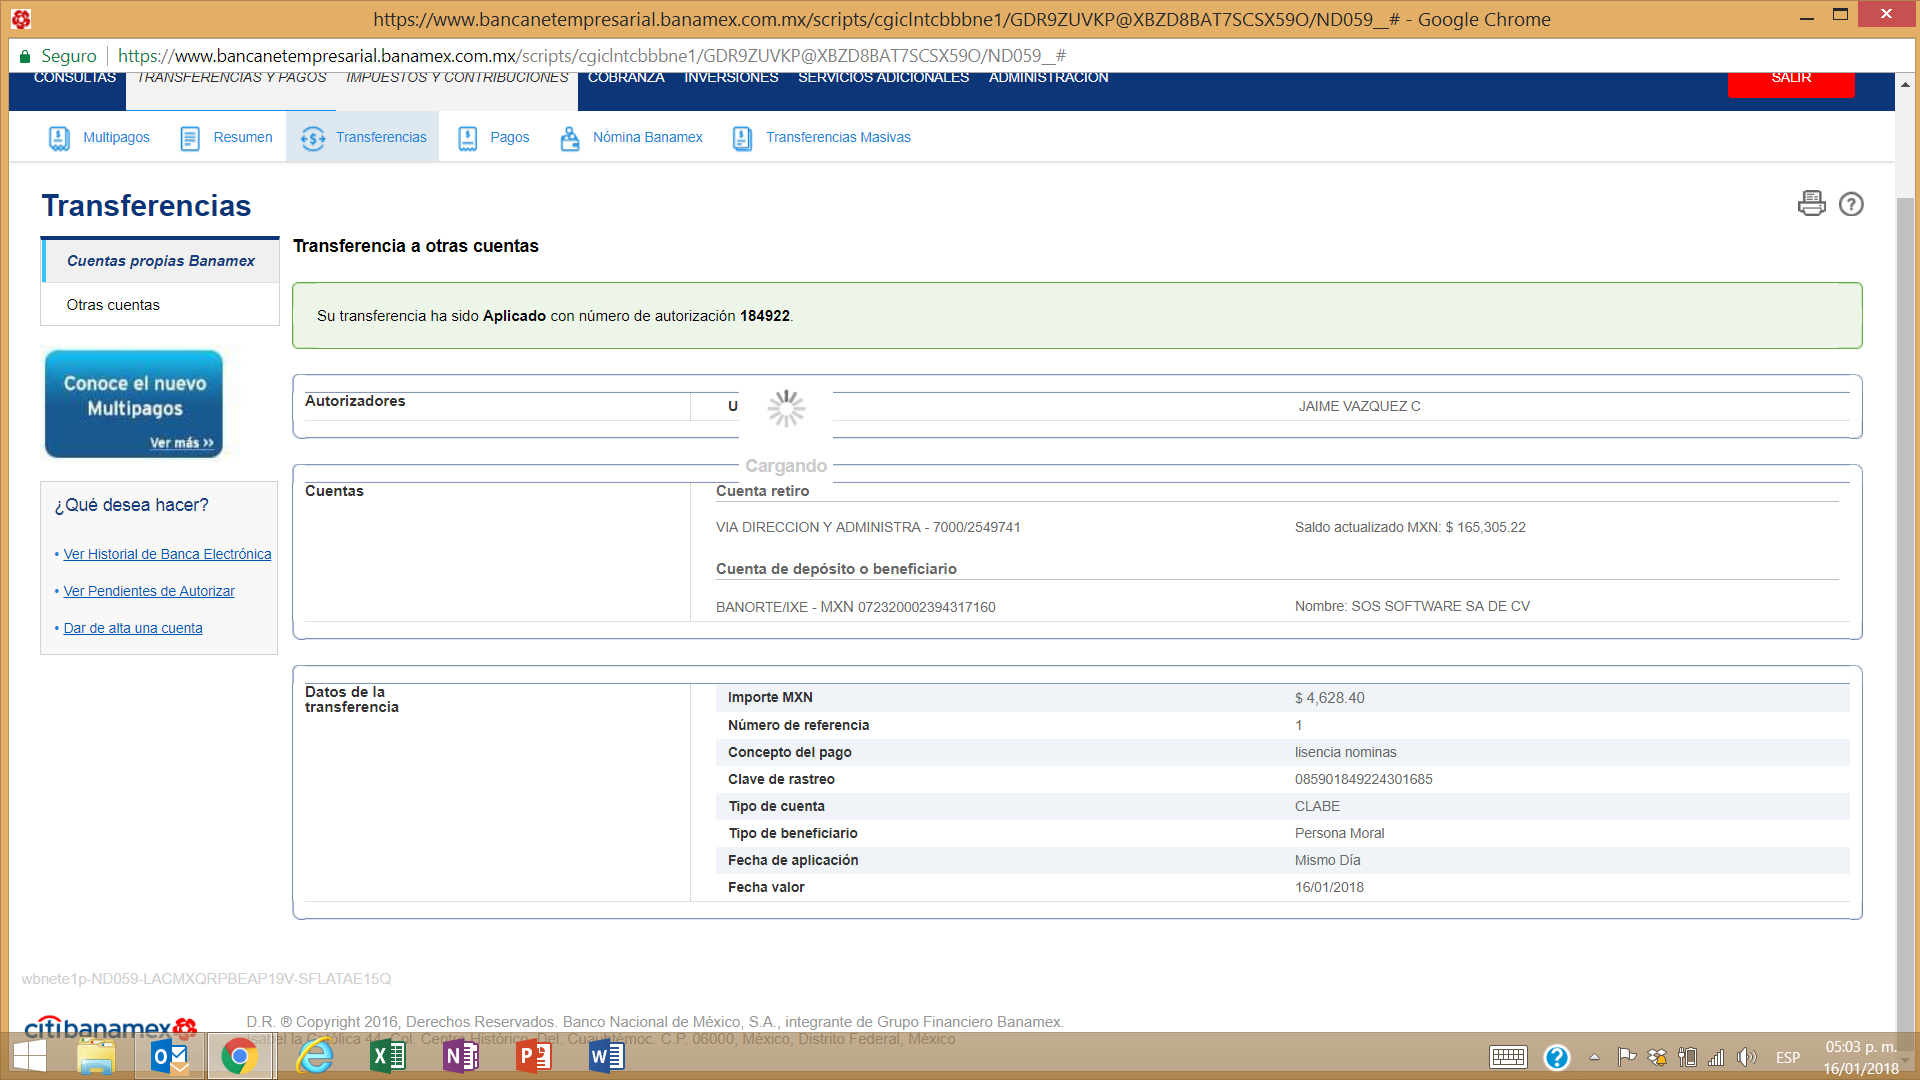 https://www.bancanetempresarial.banamex.com.mx/scripts/cgiclntcbbbne1/GDR9ZUVKP@XBZD8BAT7SCSX59O/ND059__# - Google Chrome
Seguro https://www.bancanetempresarial.banamex.com.mx/scripts/cgiclntcbbbne1/GDR9ZUVKP@XBZD8BAT7SCSX59O/ND059__#
CONSULTAS TRANSFERENCIAS Y PAGOS IMPUESTOS Y CONTRIBUCIONES COBRANZA INVERSIONES SERVICIOS ADICIONALES ADMINISTRACION SALIR
Multipagos Resumen Transferencias Pagos Nómina Banamex Transferencias Masivas
Transferencias
Cuentas propias Banamex
Otras cuentas
Conoce el nuevo
Multipagos
Ver más >>
¿Qué desea hacer?
• Ver Historial de Banca Electrónica
• Ver Pendientes de Autorizar
• Dar de alta una cuenta
Transferencia a otras cuentas
Su transferencia ha sido Aplicado con número de autorización 184922.
Autorizadores JAIME VAZQUEZ C
Cargando
Cuentas Cuenta retiro
VIA DIRECCION Y ADMINISTRA - 7000/2549741 Saldo actualizado MXN: $ 165,305.22
Cuenta de depósito o beneficiario
BANORTE/IXE - MXN 072320002394317160 Nombre: SOS SOFTWARE SA DE CV
Datos de la
transferencia
Importe MXN $ 4,628.40
Número de referencia 1
Concepto del pago lisencia nominas
Clave de rastreo 085901849224301685
Tipo de cuenta CLABE
Tipo de beneficiario Persona Moral
Fecha de aplicación Mismo Día
Fecha valor 16/01/2018
wbnete1p-ND059-LACMXQRPBEAP19V-SFLATAE15Q
citibanamex
D.R. ® Copyright 2016, Derechos Reservados. Banco Nacional de México, S.A., integrante de Grupo Financiero Banamex.
Isabel la Católica 44. Col. Centro Histórico. Del. Cuauhtémoc. C.P. 06000, México, Distrito Federal, México
ESP
05:03 p. m.
16/01/2018